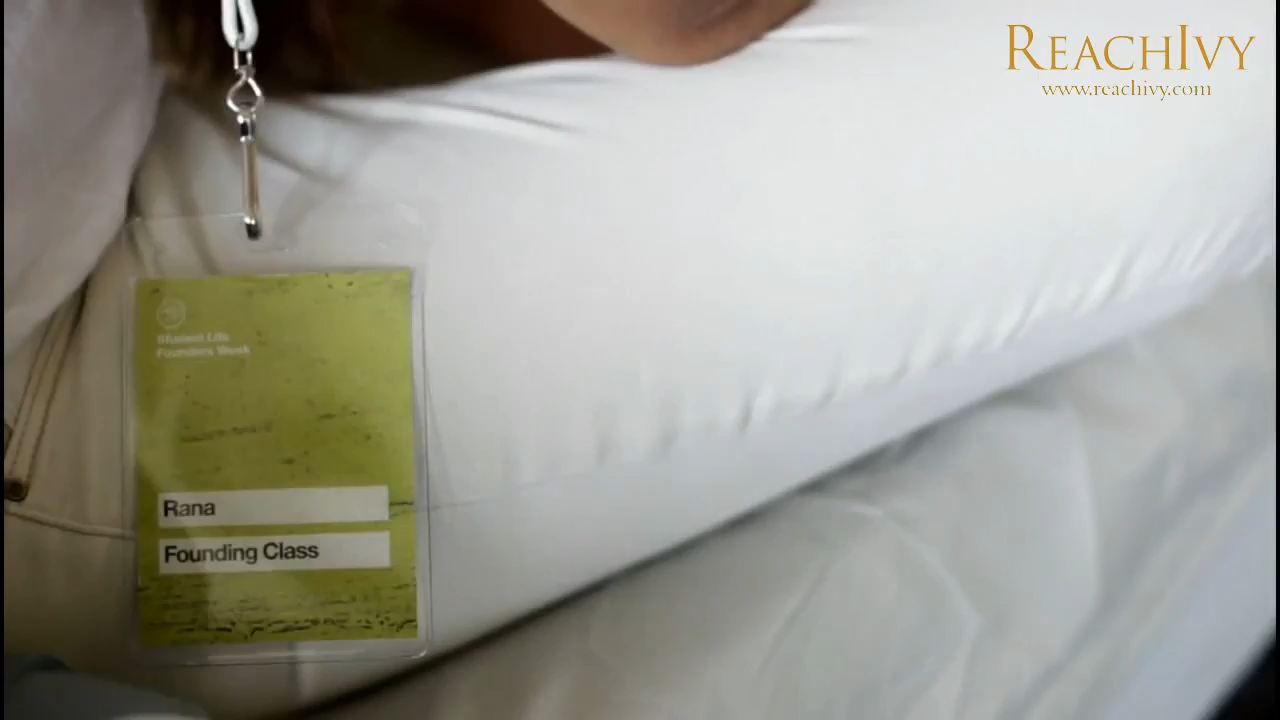 REACHIVY
www.reachivy.com
Student Life
Founders Week
Rana
Founding Class